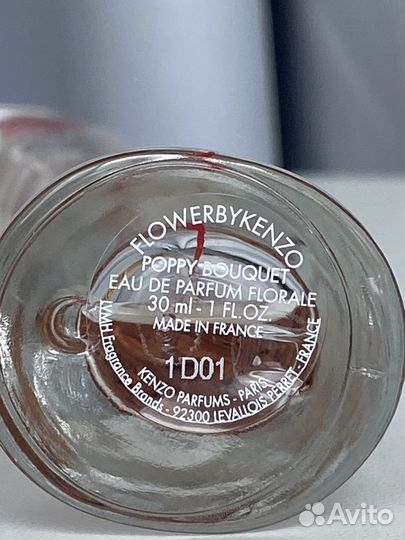 FLOWERBYKENZO
POPPY BOUQUET
EAU DE PARFUM FLORALE
30 ml - 1 FL.OZ.
MADE IN FRANCE
1D01
KENZO PARFUMS - PARIS
LVMH Fragrance Brands - 92300 LEVALLOIS PERRET - FRANCE
Avito